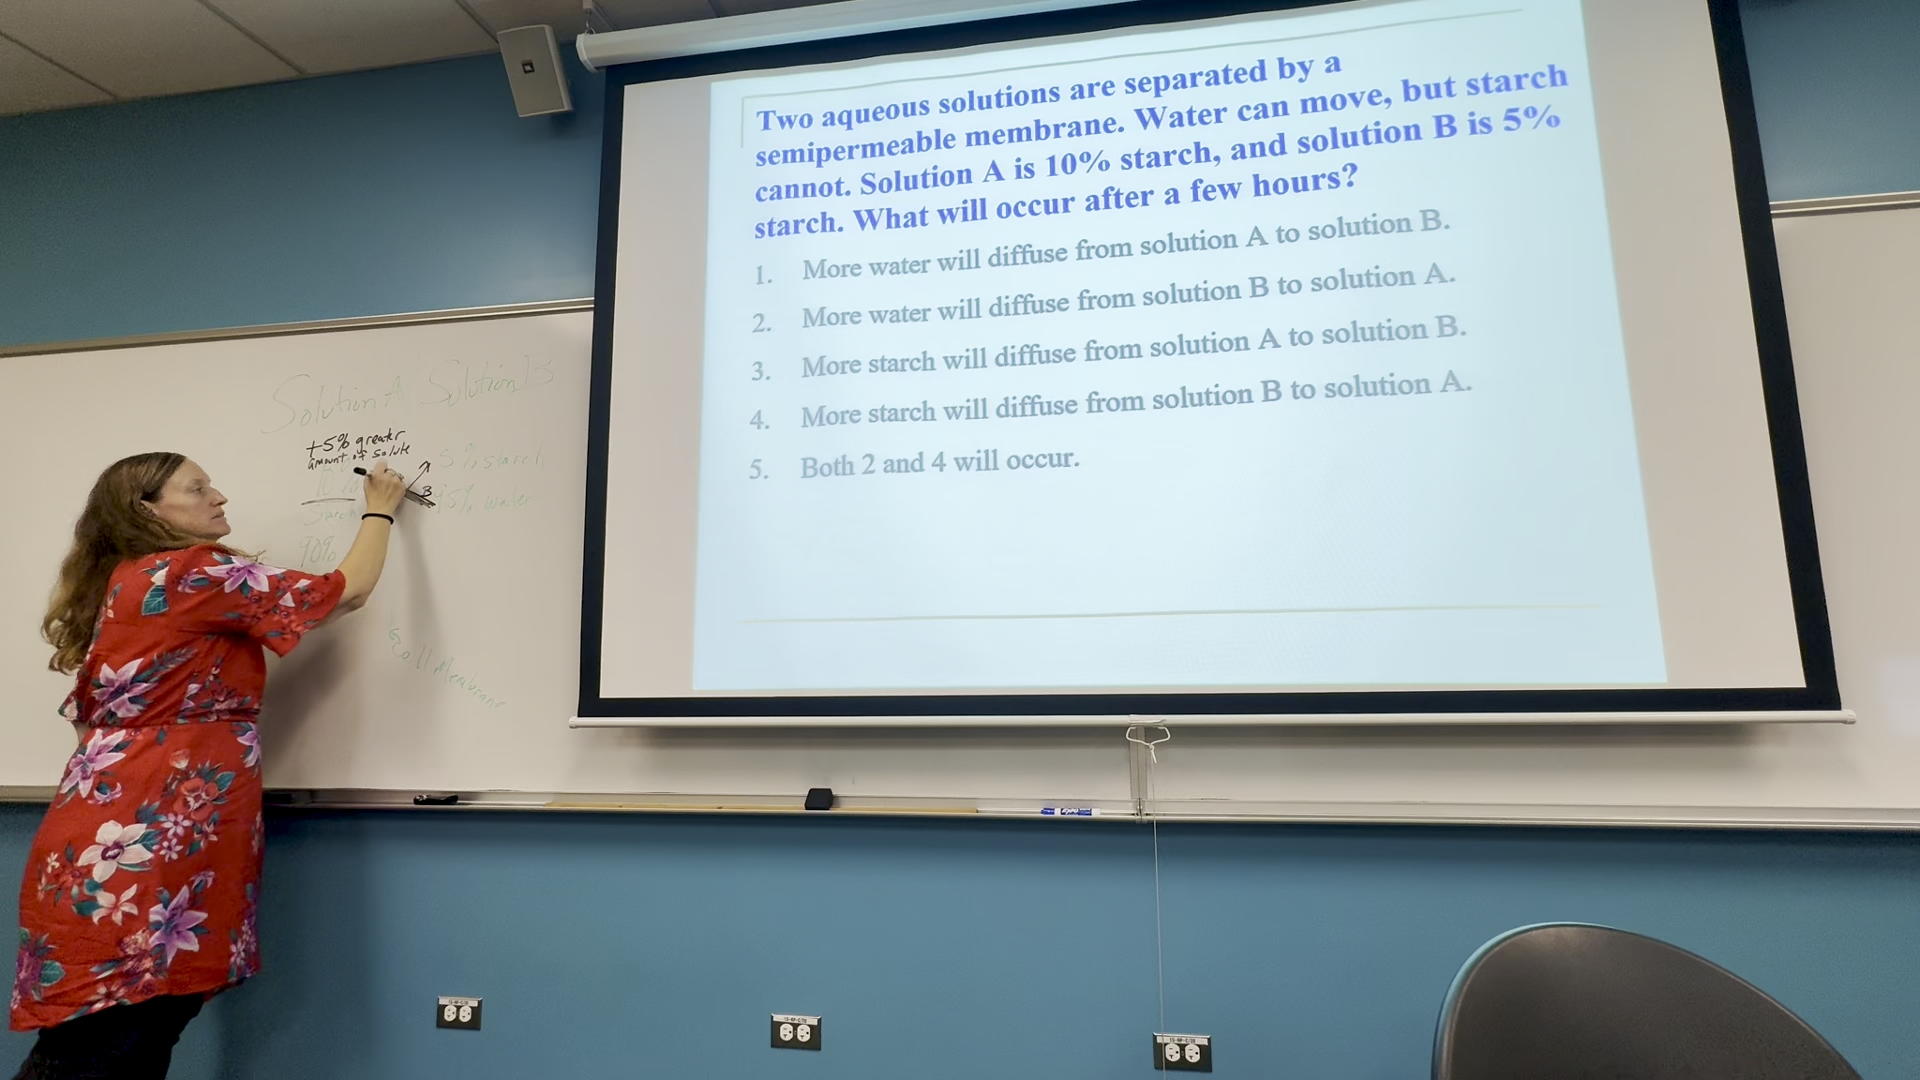 Two aqueous solutions are separated by a
semipermeable membrane. Water can move, but starch
cannot. Solution A is 10% starch, and solution B is 5%
starch. What will occur after a few hours?
1. More water will diffuse from solution A to solution B.
2. More water will diffuse from solution B to solution A.
3. More starch will diffuse from solution A to solution B.
4. More starch will diffuse from solution B to solution A.
5. Both 2 and 4 will occur.
Solution A Solution B
+5% greater
amount of solute
5% starch
10%
B
95% water
Starch
90%
Cell Membrane